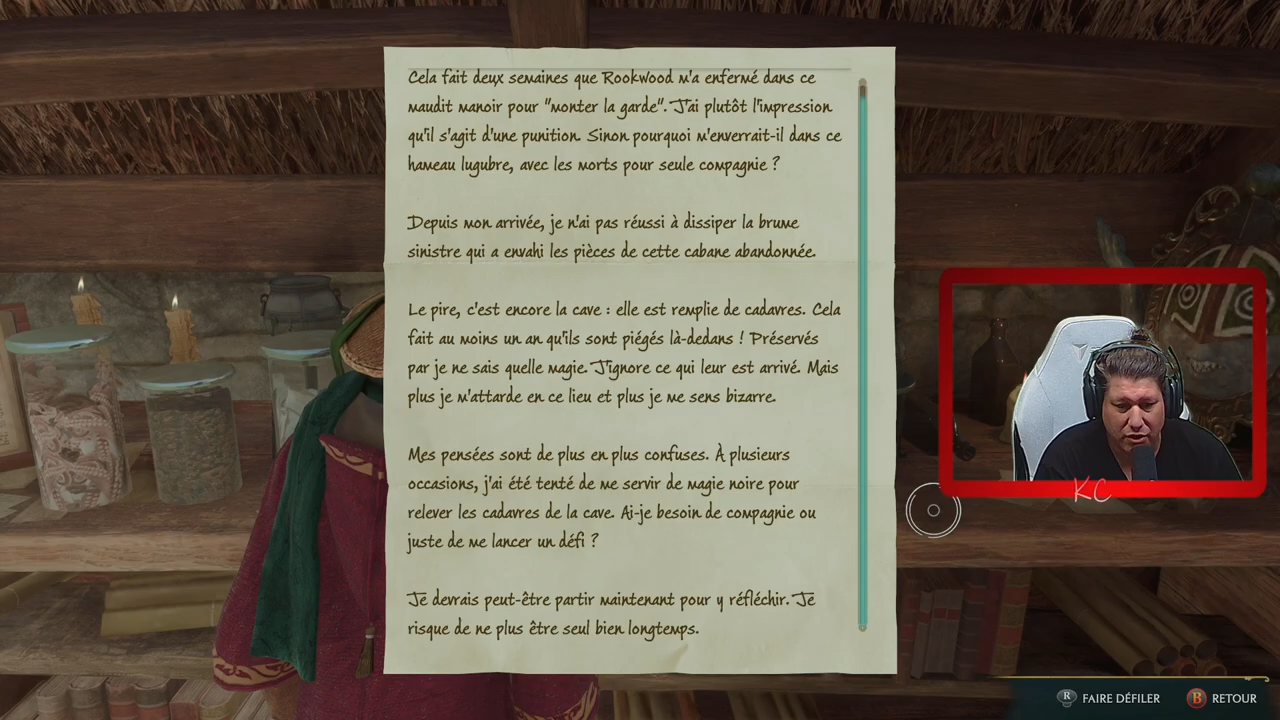 Cela fait deux semaines que Rookwood m'a enfermé dans ce
maudit manoir pour "monter la garde". J'ai plutôt l'impression
qu'il s'agit d'une punition. Sinon pourquoi m'enverrait-il dans ce
hameau lugubre, avec les morts pour seule compagnie ?
Depuis mon arrivée, je n'ai pas réussi à dissiper la brume
sinistre qui a envahi les pièces de cette cabane abandonnée.
Le pire, c'est encore la cave : elle est remplie de cadavres. Cela
fait au moins un an qu'ils sont piégés là-dedans ! Préservés
par je ne sais quelle magie. J'ignore ce qui leur est arrivé. Mais
plus je m'attarde en ce lieu et plus je me sens bizarre.
Mes pensées sont de plus en plus confuses. À plusieurs
occasions, j'ai été tenté de me servir de magie noire pour
relever les cadavres de la cave. Ai-je besoin de compagnie ou
juste de me lancer un défi ?
Je devrais peut-être partir maintenant pour y réfléchir. Je
risque de ne plus être seul bien longtemps.
KC
R FAIRE DÉFILER B RETOUR